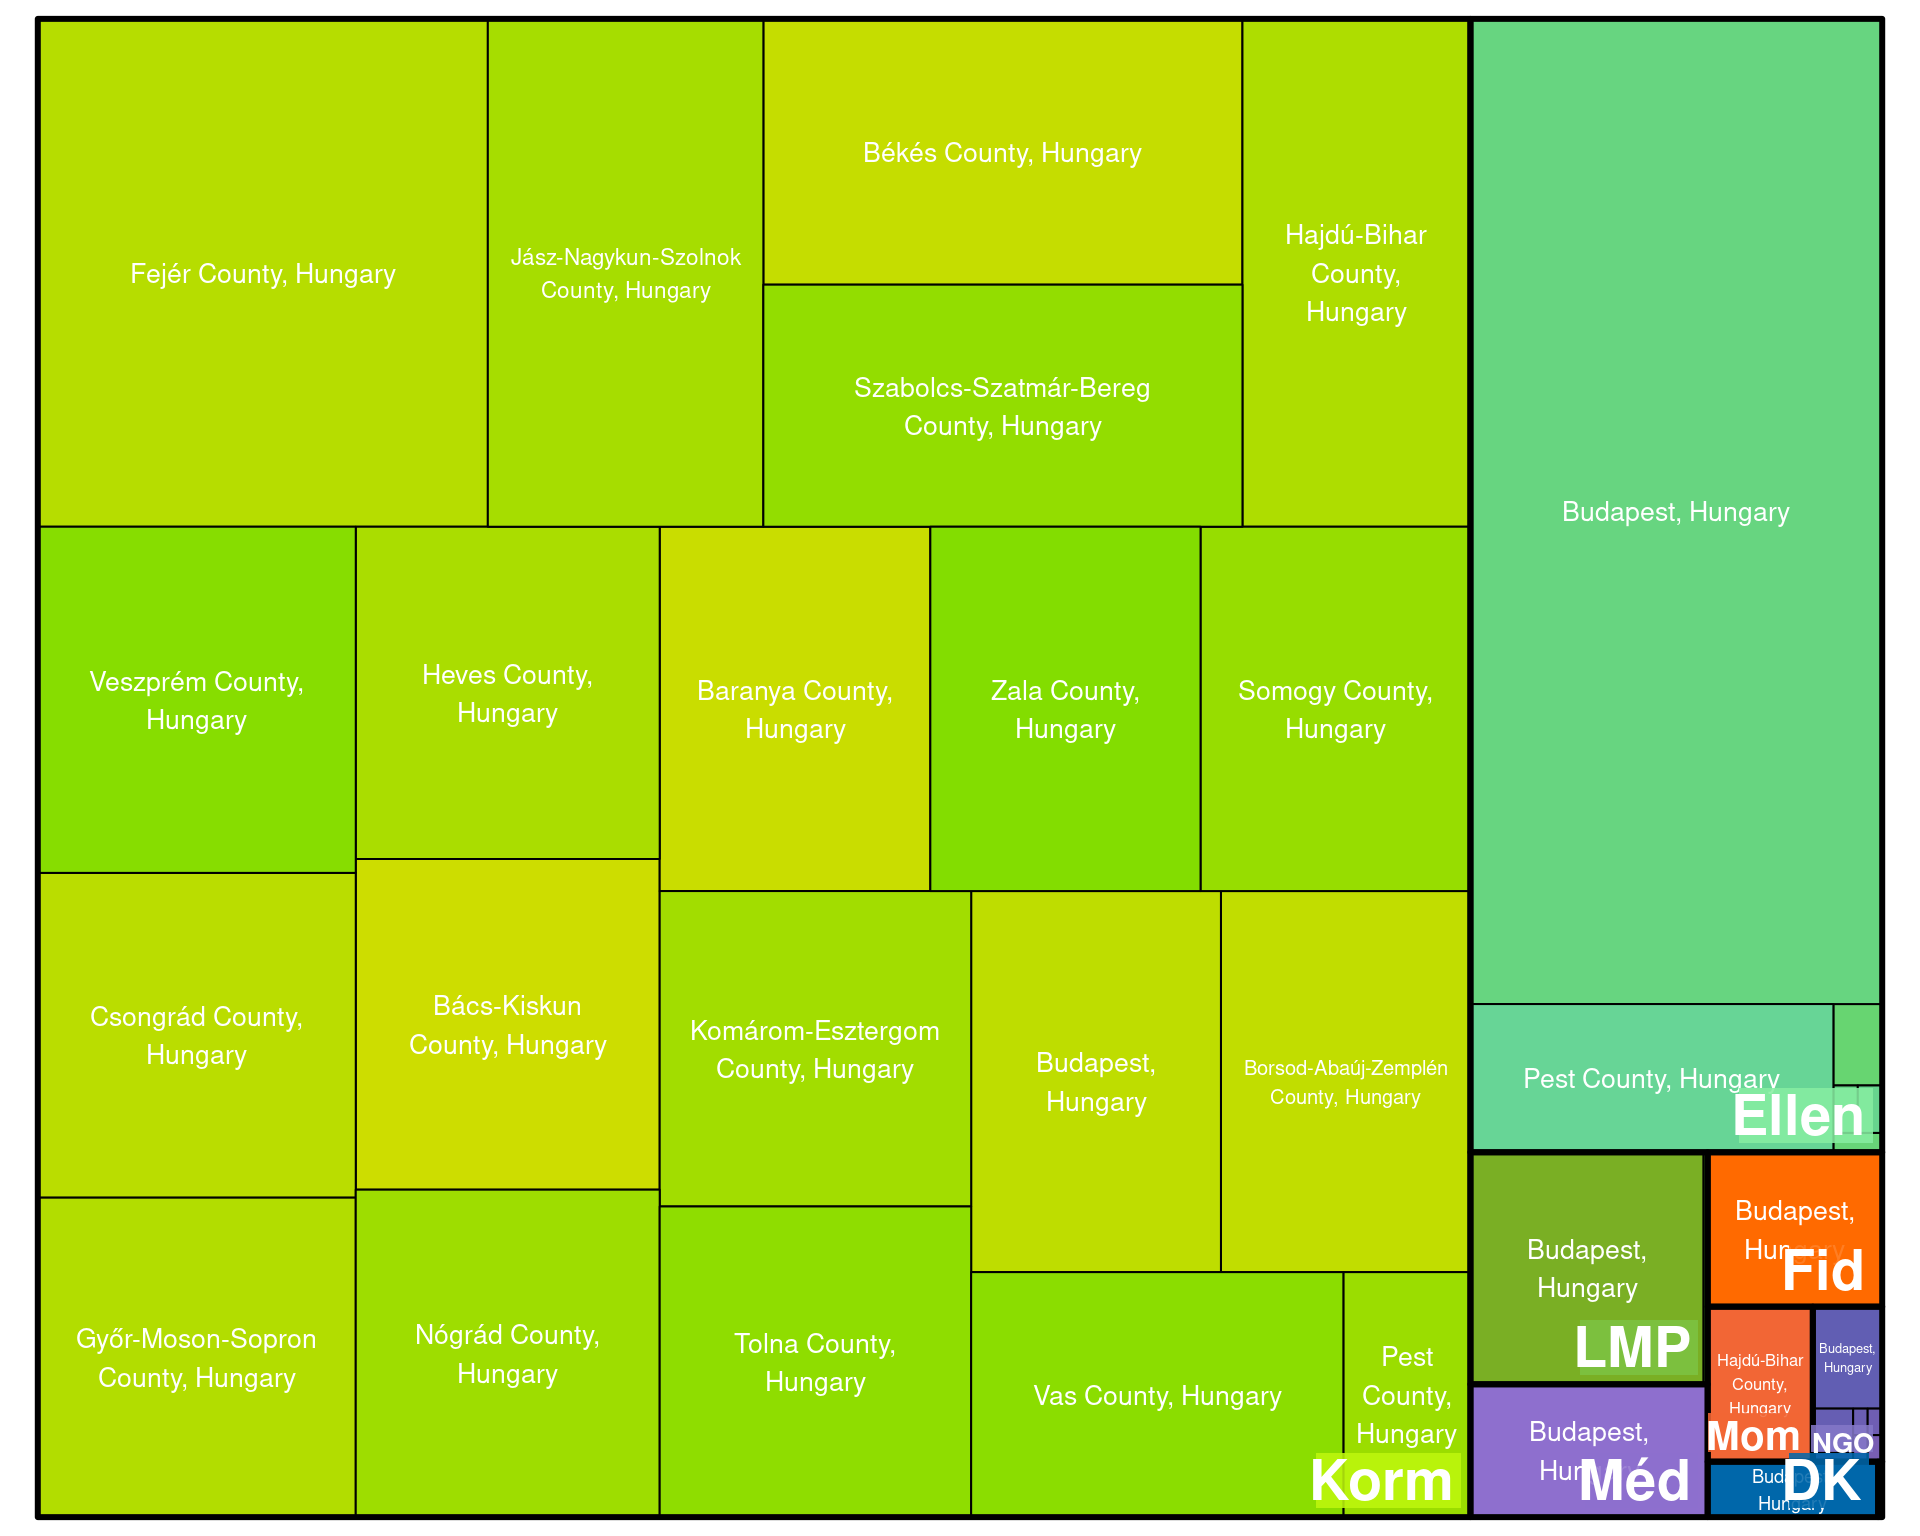 Fejér County, Hungary
Jász-Nagykun-Szolnok
County, Hungary
Békés County, Hungary
Szabolcs-Szatmár-Bereg
County, Hungary
Hajdú-Bihar
County,
Hungary
Veszprém County,
Hungary
Heves County,
Hungary
Baranya County,
Hungary
Zala County,
Hungary
Somogy County,
Hungary
Csongrád County,
Hungary
Bács-Kiskun
County, Hungary
Komárom-Esztergom
County, Hungary
Budapest,
Hungary
Borsod-Abaúj-Zemplén
County, Hungary
Győr-Moson-Sopron
County, Hungary
Nógrád County,
Hungary
Tolna County,
Hungary
Vas County, Hungary
Pest
County,
Hungary
Korm
Budapest, Hungary
Pest County, Hungary
Ellen
Budapest,
Hungary
LMP
Budapest,
Hungary
Fid
Hajdú-Bihar
County,
Hungary
Mom
Budapest,
Hungary
NGO
Budapest,
Hungary
Méd
Budapest,
Hungary
DK